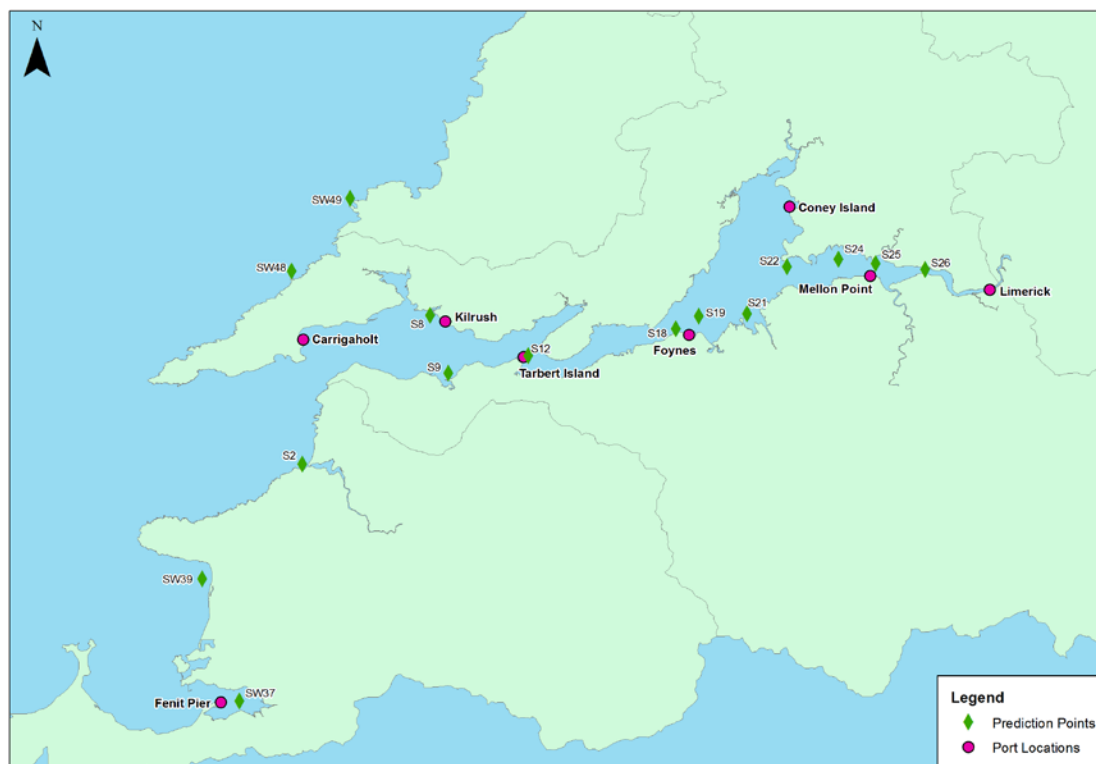 N
SW49
Coney Island
S24
S25
SW48
S22
S26
Mellon Point
Limerick
S8
Kilrush
S19
S21
S18
Carrigaholt
Foynes
S12
S9
Tarbert Island
S2
SW39
SW37
Fenit Pier
Legend
Prediction Points
Port Locations